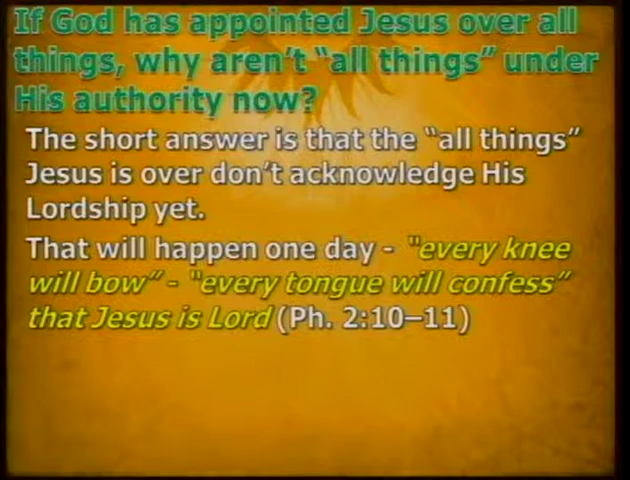 If God has appointed Jesus over all
things, why aren't "all things" under
His authority now?
The short answer is that the "all things"
Jesus is over don't acknowledge His
Lordship yet.
That will happen one day - "every knee
will bow" - "every tongue will confess"
that Jesus is Lord (Ph. 2:10–11)